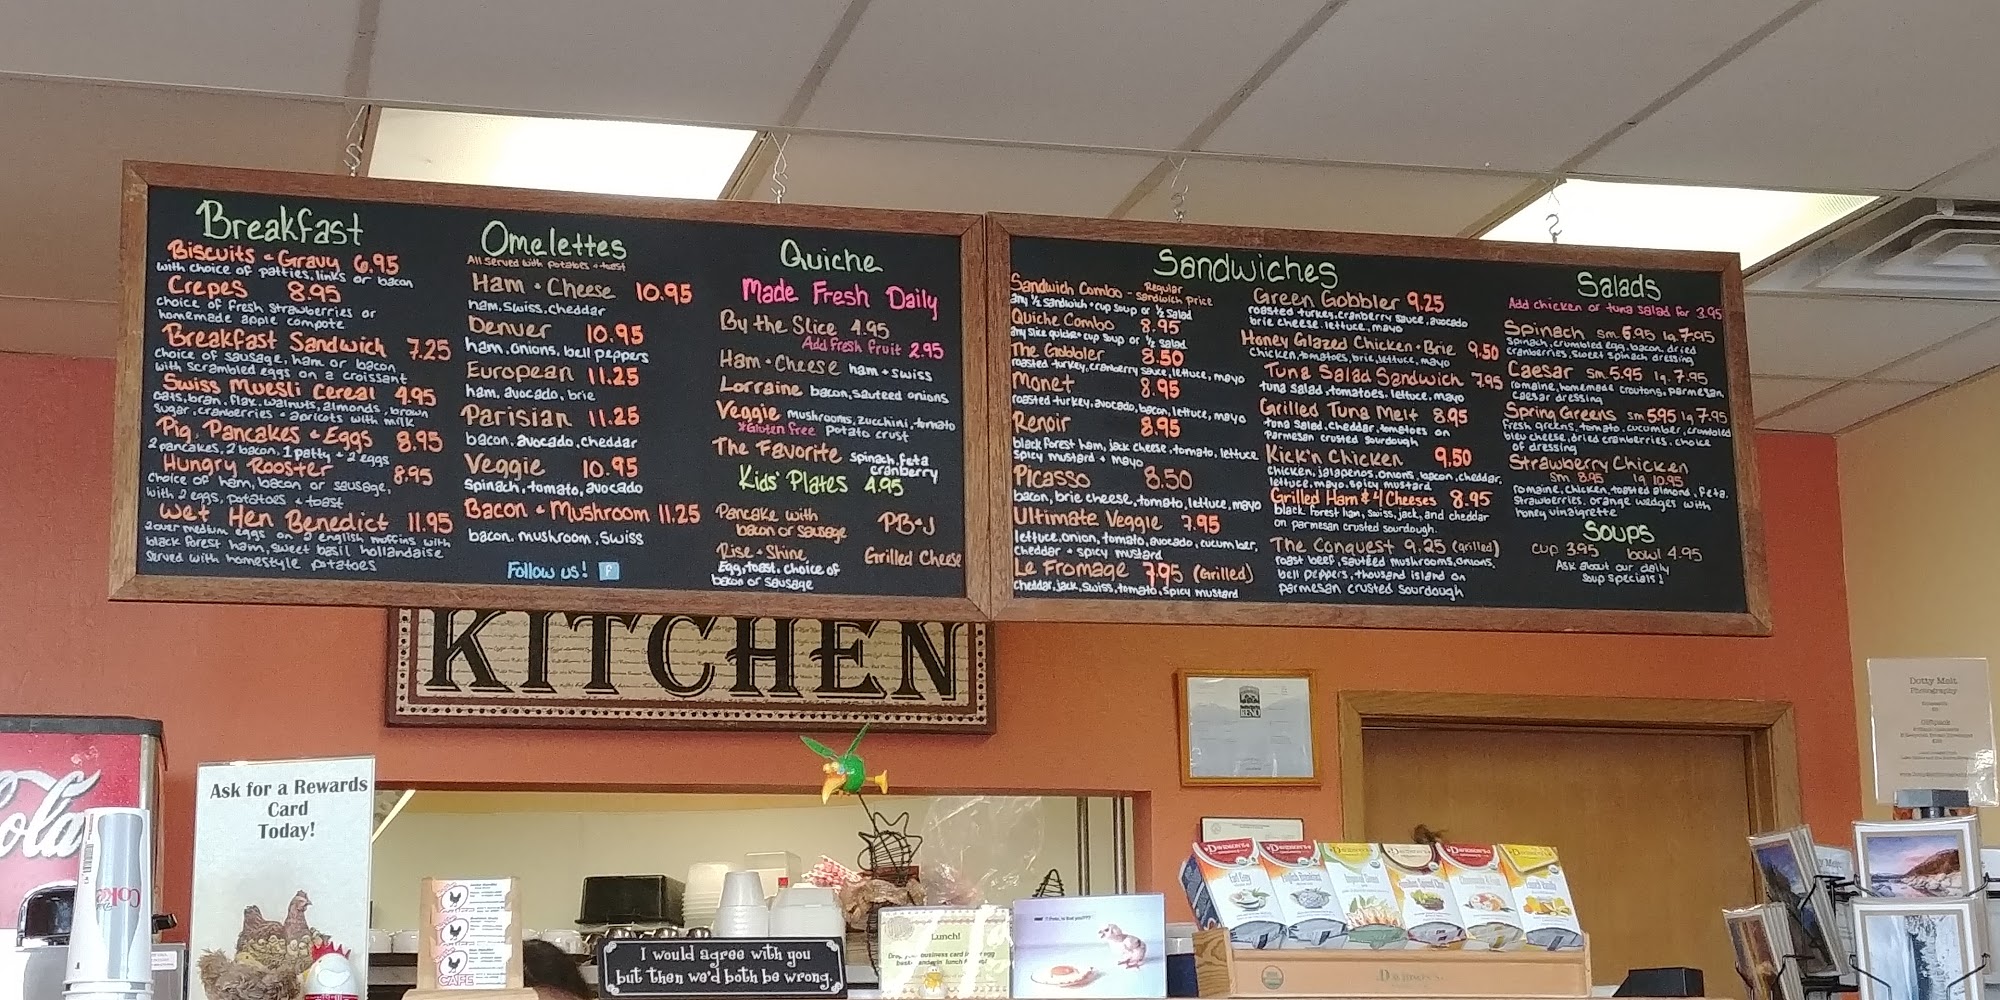 Breakfast
Biscuits + Gravy 6.95
with choice of patties, links or bacon
Crepes 8.95
choice of fresh strawberries or
homemade apple compote
Breakfast Sandwich 7.25
choice of sausage, ham or bacon
with scrambled eggs on a croissant
Swiss Muesli Cereal 4.95
oats, bran, flax, walnuts, almonds, brown
sugar, cranberries + apricots with milk
Pig, Pancakes + Eggs 8.95
2 pancakes, 2 bacon, 1 patty + 2 eggs
Hungry Rooster 8.95
choice of ham, bacon or sausage,
with 2 eggs, potatoes + toast
Wet Hen Benedict 11.95
2 over medium eggs on 2 english muffins with
black forest ham, sweet basil hollandaise
served with homestyle potatoes
Omelettes
All served with potatoes + toast
Ham + Cheese 10.95
ham, swiss, cheddar
Denver 10.95
ham, onions, bell peppers
European 11.25
ham, avocado, brie
Parisian 11.25
bacon, avocado, cheddar
Veggie 10.95
spinach, tomato, avocado
Bacon + Mushroom 11.25
bacon, mushroom, swiss
Follow us! f
Quiche
Made Fresh Daily
By the Slice 4.95
Add fresh fruit 2.95
Ham + Cheese ham + swiss
Lorraine bacon, sauteed onions
Veggie mushrooms, zucchini, tomato
*Gluten free potato crust
The Favorite spinach, feta
cranberry
Kids' Plates 4.95
Pancake with
bacon or sausage
PB+J
Rise + Shine
Egg, toast, choice of
bacon or sausage
Grilled Cheese
Sandwiches
Sandwich Combo - Regular
sandwich price
any 1/2 sandwich + cup soup or 1/2 salad
Quiche Combo 8.95
any slice quiche + cup soup or 1/2 salad
The Gobbler 8.50
roasted turkey, cranberry sauce, lettuce, mayo
Monet 8.95
roasted turkey, avocado, bacon, lettuce, mayo
Renoir 8.95
black forest ham, jack cheese, tomato, lettuce
spicy mustard + mayo
Picasso 8.50
bacon, brie cheese, tomato, lettuce, mayo
Ultimate Veggie 7.95
lettuce, onion, tomato, avocado, cucumber,
cheddar + spicy mustard
Le Fromage 7.95 (Grilled)
cheddar, jack, swiss, tomato, spicy mustard
Green Gobbler 9.25
roasted turkey, cranberry sauce, avocado
brie cheese, lettuce, mayo
Honey Glazed Chicken + Brie 9.50
chicken, tomatoes, brie, lettuce, mayo
Tuna Salad Sandwich 7.95
tuna salad, tomatoes, lettuce, mayo
Grilled Tuna Melt 8.95
tuna salad, cheddar, tomatoes on
parmesan crusted sourdough
Kick'n Chicken 9.50
chicken, jalapenos, onions, bacon, cheddar,
lettuce, mayo, spicy mustard
Grilled Ham & 4 Cheeses 8.95
black forest ham, swiss, jack, and cheddar
on parmesan crusted sourdough.
The Conquest 9.25 (grilled)
roast beef, sautéed mushrooms, onions,
bell peppers, thousand island on
parmesan crusted sourdough
Salads
Add chicken or tuna salad for 3.95
Spinach sm 5.95 lg 7.95
spinach, crumbled egg, bacon, dried
cranberries, sweet spinach dressing
Caesar sm 5.95 lg 7.95
romaine, homemade croutons, parmesan,
caesar dressing
Spring Greens sm 5.95 lg 7.95
fresh greens, tomato, cucumber, crumbled
bleu cheese, dried cranberries, choice
of dressing
Strawberry Chicken
sm 8.95 lg 10.95
romaine, chicken, toasted almond, feta,
strawberries, orange wedges with
honey vinaigrette
Soups
cup 3.95 bowl 4.95
Ask about our daily
soup specials!
KITCHEN
Ask for a Rewards
Card
Today!
ola
Coke
CAFE
I would agree with you
but then we'd both be wrong.
Lunch!
RENO
Davidson's
Earl Grey
English Breakfast
Dotty Molt
Photography